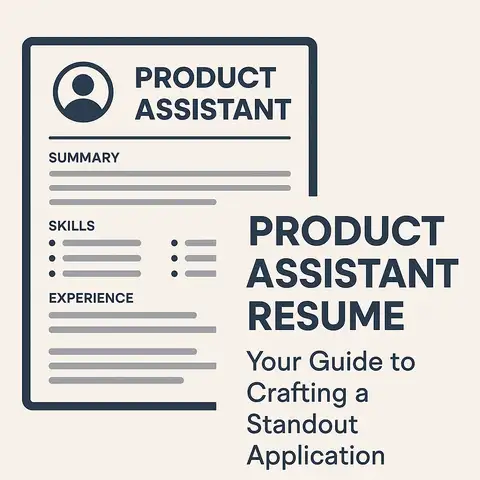 PRODUCT
ASSISTANT
SUMMARY
SKILLS
EXPERIENCE
PRODUCT
ASSISTANT
RESUME
Your Guide to
Crafting a
Standout
Application